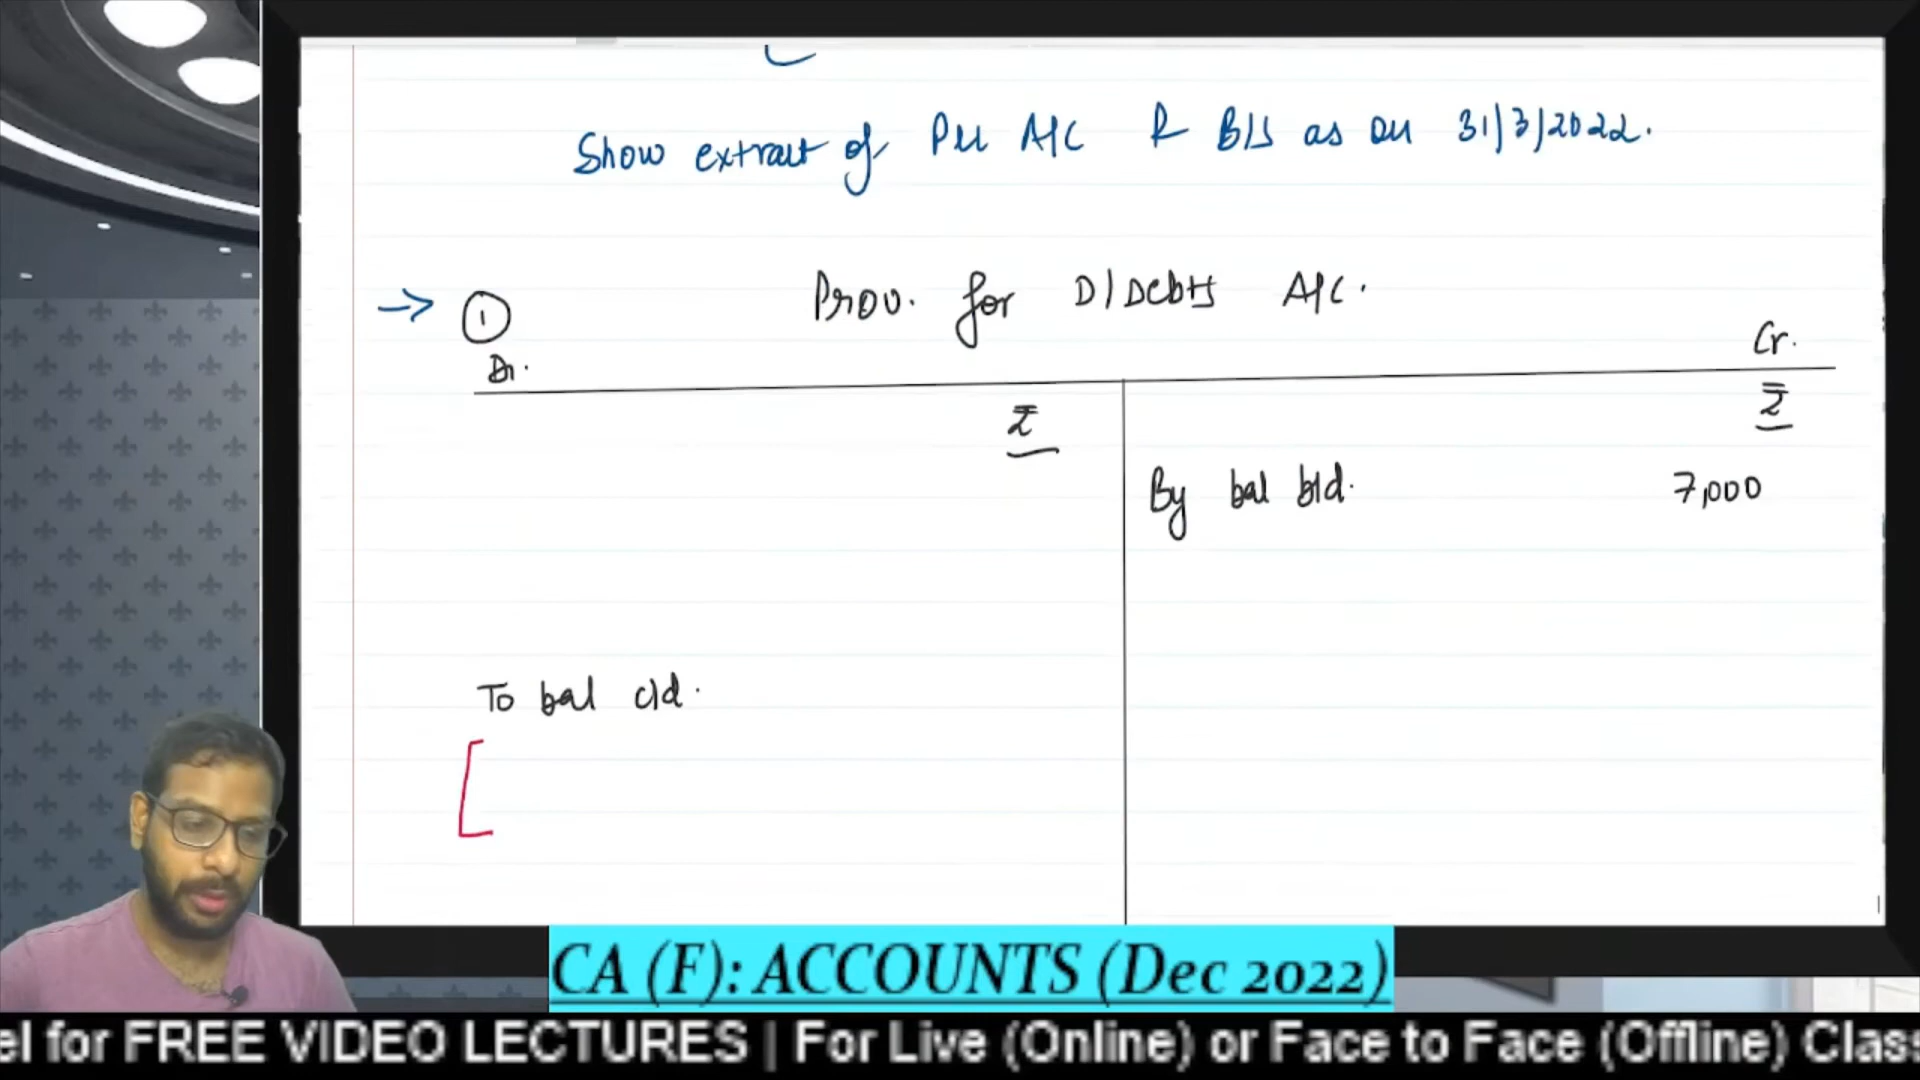 Show extract of P&L A/C & B/S as on 31/3/2022.
→ ① Prov. for D/Debts A/C.
Dr. Cr.
₹ ₹
By bal b/d. 7,000
To bal c/d.
CA (F): ACCOUNTS (Dec 2022)
el for FREE VIDEO LECTURES | For Live (Online) or Face to Face (Offline) Class